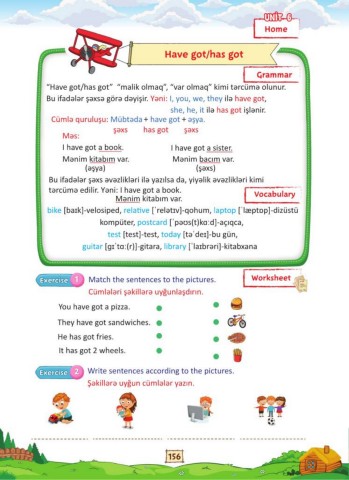 UNIT-6
Home
Have got/has got
Grammar
"Have got/has got" "malik olmaq", "var olmaq" kimi tərcümə olunur.
Bu ifadələr şəxsə görə dəyişir. Yəni: I, you, we, they ilə have got,
she, he, it ilə has got işlənir.
Cümlə quruluşu: Mübtəda + have got + əşya.
şəxs has got şəxs
Məs:
I have got a book. I have got a sister.
Mənim kitabım var. Mənim bacım var.
(əşya) (şəxs)
Bu ifadələr şəxs əvəzlikləri ilə yazılsa da, yiyəlik əvəzlikləri kimi
tərcümə edilir. Yəni: I have got a book.
Mənim kitabım var.
Vocabulary
bike [baɪk]-velosiped, relative [ˈrelətɪv]-qohum, laptop [ˈlæptɒp]-dizüstü
kompüter, postcard [ˈpəʊs(t)kɑːd]-açıqca,
test [test]-test, today [təˈdeɪ]-bu gün,
guitar [gɪˈtɑː(r)]-gitara, library [ˈlaɪbrəri]-kitabxana
Worksheet
Exercise 1 Match the sentences to the pictures.
Cümlələri şəkillərə uyğunlaşdırın.
You have got a pizza.
They have got sandwiches.
He has got fries.
It has got 2 wheels.
Exercise 2 Write sentences according to the pictures.
Şəkillərə uyğun cümlələr yazın.
156